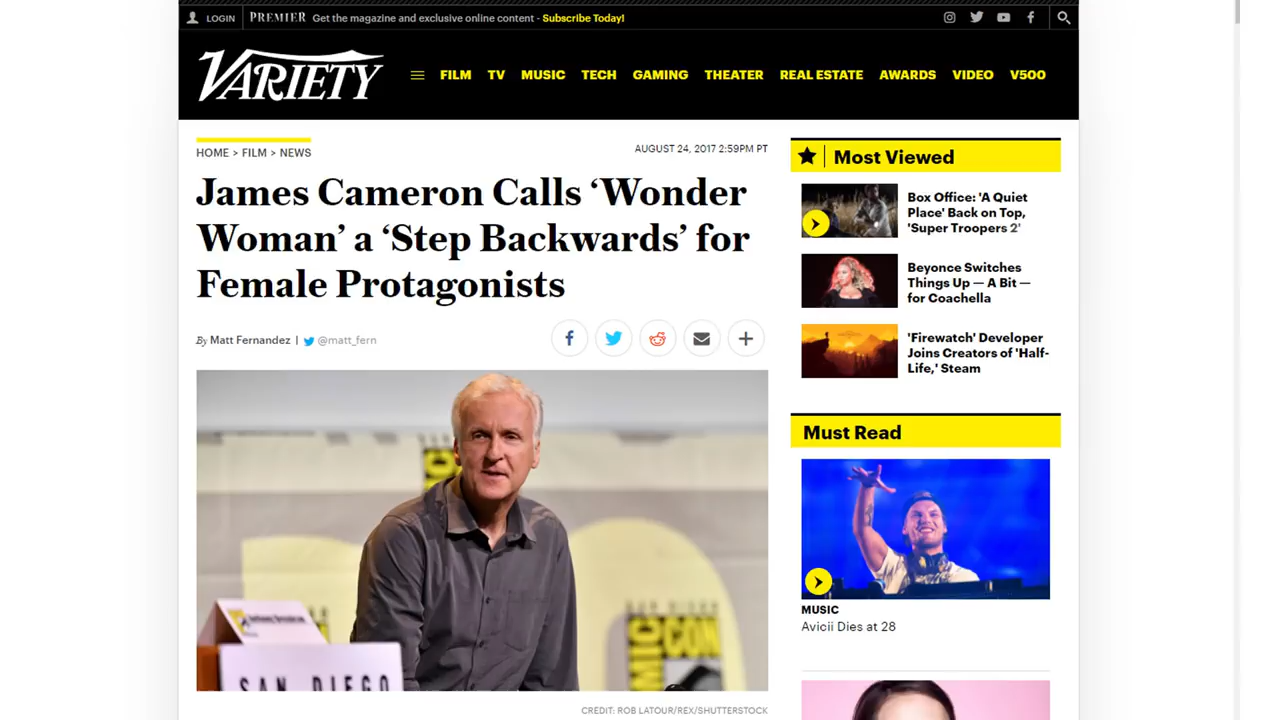 LOGIN
PREMIER Get the magazine and exclusive online content - Subscribe Today!
VARIETY
FILM TV MUSIC TECH GAMING THEATER REAL ESTATE AWARDS VIDEO V500
HOME > FILM > NEWS
AUGUST 24, 2017 2:59PM PT
James Cameron Calls ‘Wonder
Woman’ a ‘Step Backwards’ for
Female Protagonists
By Matt Fernandez | @matt_fern
SAN DIEGO
COMIC
CON
CREDIT: ROB LATOUR/REX/SHUTTERSTOCK
Most Viewed
Box Office: 'A Quiet
Place' Back on Top,
'Super Troopers 2'
Beyonce Switches
Things Up — A Bit —
for Coachella
'Firewatch' Developer
Joins Creators of 'Half-
Life,' Steam
Must Read
MUSIC
Avicii Dies at 28